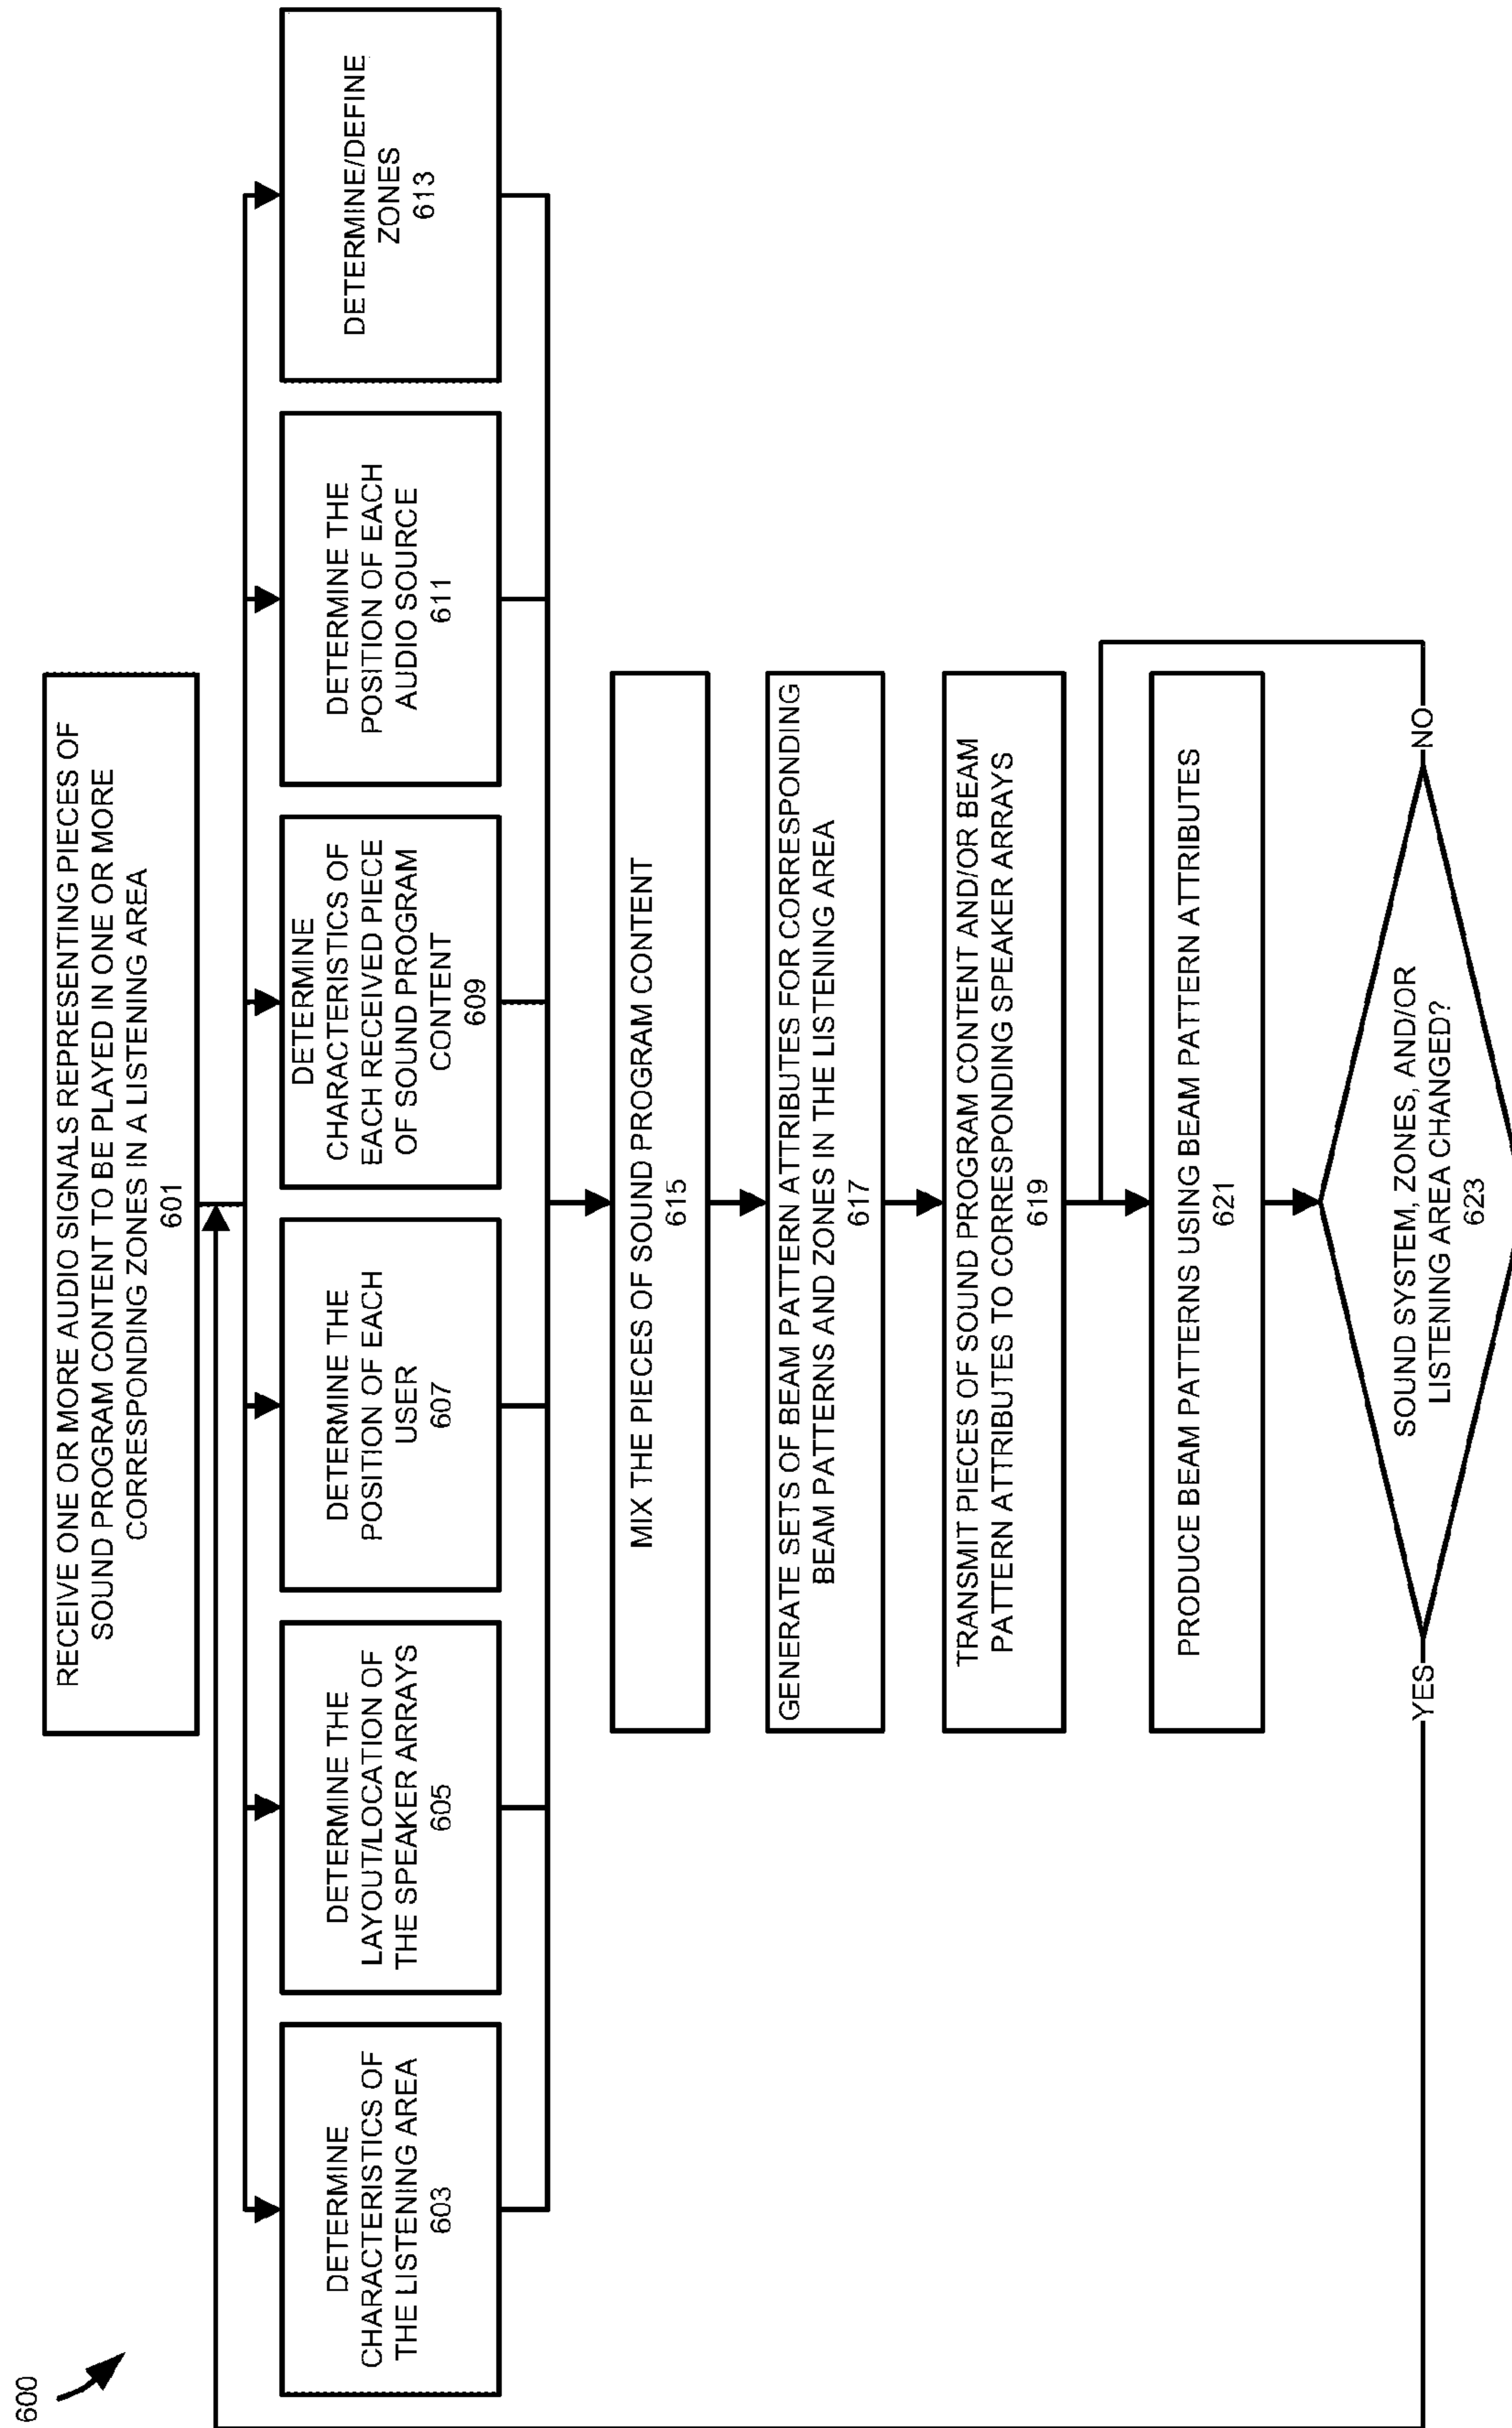 600
RECEIVE ONE OR MORE AUDIO SIGNALS REPRESENTING PIECES OF
SOUND PROGRAM CONTENT TO BE PLAYED IN ONE OR MORE
CORRESPONDING ZONES IN A LISTENING AREA
601
DETERMINE
CHARACTERISTICS OF
THE LISTENING AREA
603
DETERMINE THE
LAYOUT/LOCATION OF
THE SPEAKER ARRAYS
605
DETERMINE THE
POSITION OF EACH
USER
607
DETERMINE
CHARACTERISTICS OF
EACH RECEIVED PIECE
OF SOUND PROGRAM
CONTENT
609
DETERMINE THE
POSITION OF EACH
AUDIO SOURCE
611
DETERMINE/DEFINE
ZONES
613
MIX THE PIECES OF SOUND PROGRAM CONTENT
615
GENERATE SETS OF BEAM PATTERN ATTRIBUTES FOR CORRESPONDING
BEAM PATTERNS AND ZONES IN THE LISTENING AREA
617
TRANSMIT PIECES OF SOUND PROGRAM CONTENT AND/OR BEAM
PATTERN ATTRIBUTES TO CORRESPONDING SPEAKER ARRAYS
619
PRODUCE BEAM PATTERNS USING BEAM PATTERN ATTRIBUTES
621
SOUND SYSTEM, ZONES, AND/OR
LISTENING AREA CHANGED?
623
YES
NO